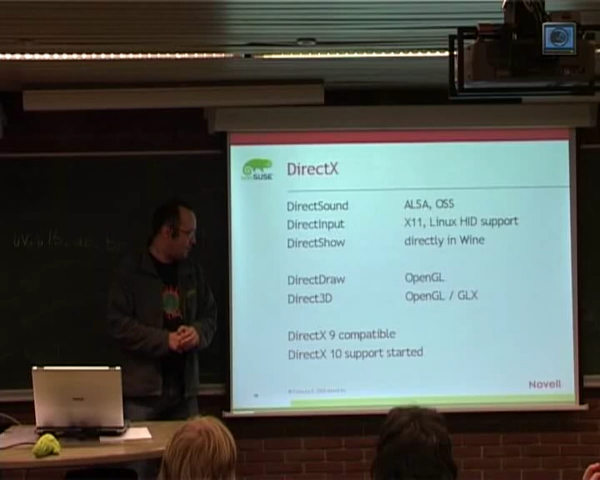 SUSE
DirectX
DirectSound ALSA, OSS
DirectInput X11, Linux HID support
DirectShow directly in Wine
DirectDraw OpenGL
Direct3D OpenGL / GLX
DirectX 9 compatible
DirectX 10 support started
Novell